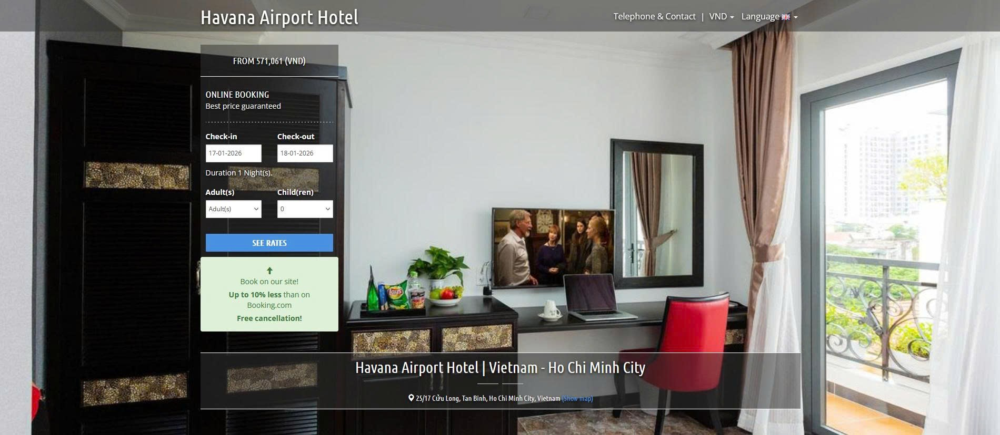 Havana Airport Hotel
Telephone & Contact | VND Language
FROM 571,061 (VND)
ONLINE BOOKING
Best price guaranteed
Check-in Check-out
17-01-2026 18-01-2026
Duration 1 Night(s).
Adult(s) Child(ren)
Adult(s) 0
SEE RATES
Book on our site!
Up to 10% less than on
Booking.com
Free cancellation!
Lay's
Havana Airport Hotel | Vietnam - Ho Chi Minh City
25/17 Cửu Long, Tan Binh, Ho Chi Minh City, Vietnam (Show map)